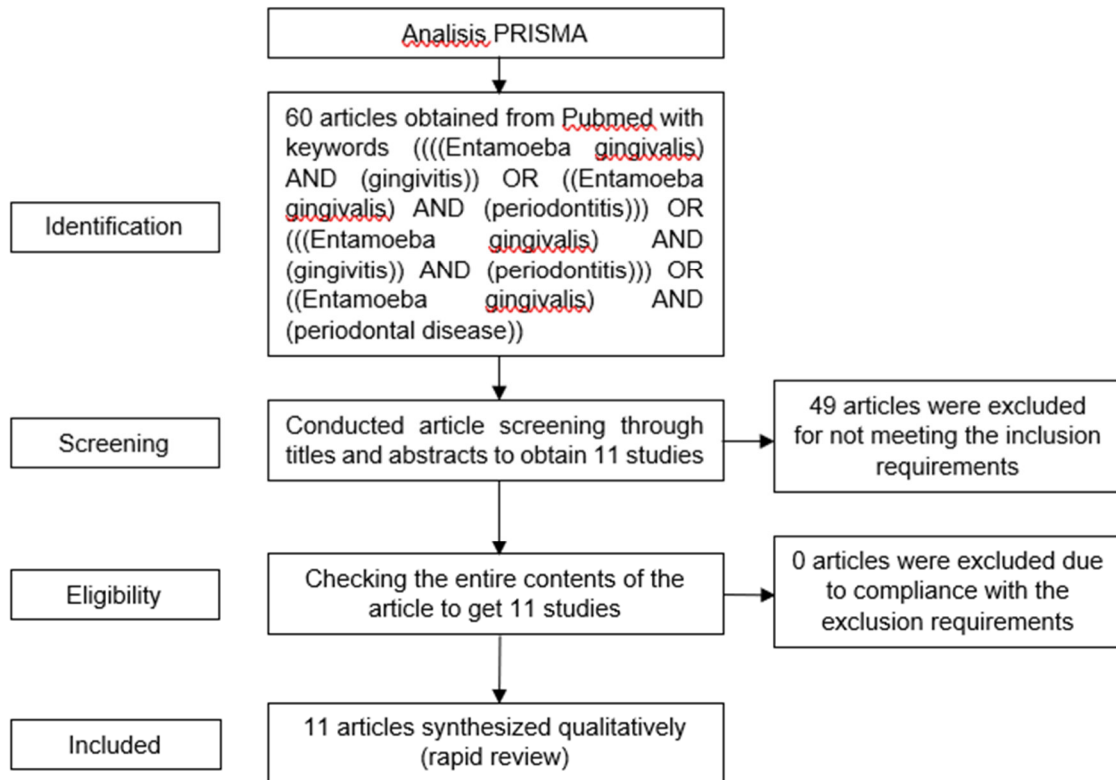 Analisis PRISMA
60 articles obtained from Pubmed with
keywords ((((Entamoeba gingivalis)
AND (gingivitis)) OR ((Entamoeba
gingivalis) AND (periodontitis))) OR
(((Entamoeba gingivalis) AND
(gingivitis)) AND (periodontitis))) OR
((Entamoeba gingivalis) AND
(periodontal disease))
Identification
Screening
Conducted article screening through
titles and abstracts to obtain 11 studies
49 articles were excluded
for not meeting the inclusion
requirements
Eligibility
Checking the entire contents of the
article to get 11 studies
0 articles were excluded due
to compliance with the
exclusion requirements
Included
11 articles synthesized qualitatively
(rapid review)